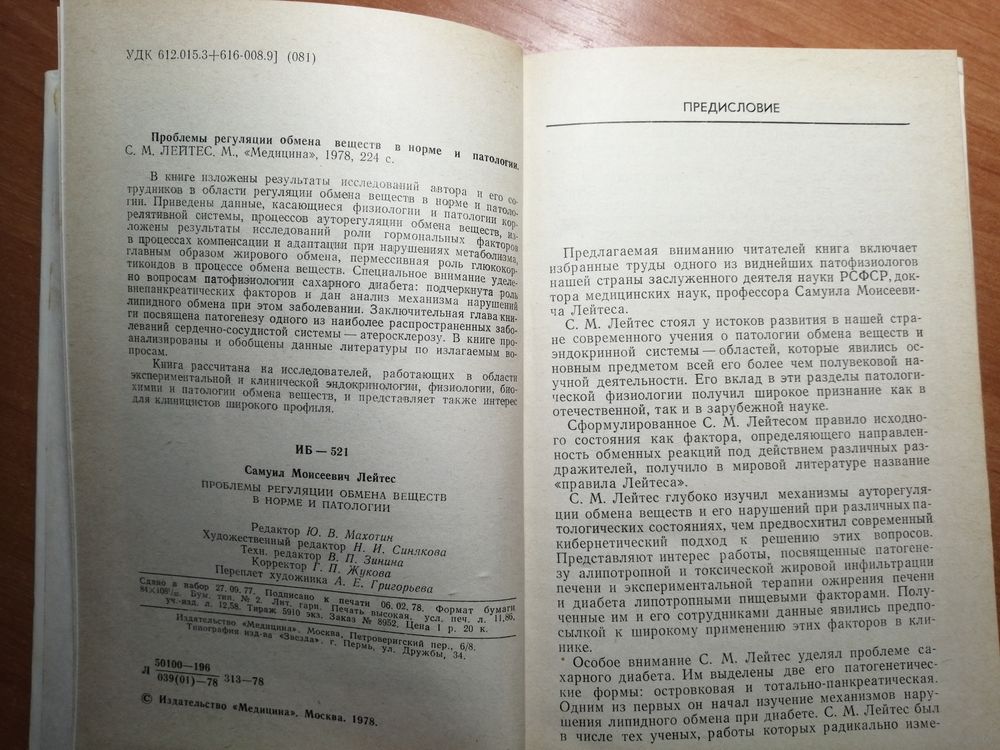 УДК 612.015.3+616-008.9] (081)
Проблемы регуляции обмена веществ в норме и патологии.
С. М. ЛЕЙТЕС. М., «Медицина», 1978, 224 с.
В книге изложены результаты исследований автора и его со-
трудников в области регуляции обмена веществ в норме и патоло-
гии. Приведены данные, касающиеся физиологии и патологии кор-
релятивной системы, процессов ауторегуляции обмена веществ, из-
ложены результаты исследований роли гормональных факторов
в процессах компенсации и адаптации при нарушениях метаболизма,
главным образом жирового обмена, пермессивная роль глюкокор-
тикоидов в процессе обмена веществ. Специальное внимание уделе-
но вопросам патофизиологии сахарного диабета: подчеркнута роль
внепанкреатических факторов и дан анализ механизма нарушений
липидного обмена при этом заболевании. Заключительная глава кни-
ги посвящена патогенезу одного из наиболее распространенных забо-
леваний сердечно-сосудистой системы — атеросклерозу. В книге про-
анализированы и обобщены данные литературы по излагаемым во-
просам.
Книга рассчитана на исследователей, работающих в области
экспериментальной и клинической эндокринологии, физиологии, био-
химии и патологии обмена веществ, и представляет также интерес
для клиницистов широкого профиля.
ИБ — 521
Самуил Моисеевич Лейтес
ПРОБЛЕМЫ РЕГУЛЯЦИИ ОБМЕНА ВЕЩЕСТВ
В НОРМЕ И ПАТОЛОГИИ
Редактор Ю. В. Махотин
Художественный редактор Н. И. Синякова
Техн. редактор В. П. Зинина
Корректор Г. П. Жукова
Переплет художника А. Е. Григорьева
Сдано в набор 27.09.77. Подписано к печати 06.02.78. Формат бумаги
84×108¹/₃₂. Бум. тип. № 2. Лит. гарн. Печать высокая, усл. печ. л. 11,86.
уч.-изд. л. 12,58. Тираж 5910 экз. Заказ № 8952. Цена 1 р. 20 к.
Издательство «Медицина». Москва, Петроверигский пер., 6/8.
Типография изд-ва «Звезда». г. Пермь, ул. Дружбы, 34.
Л 50100—196
039(01)—78 313—78
© Издательство «Медицина». Москва. 1978.
ПРЕДИСЛОВИЕ
Предлагаемая вниманию читателей книга включает
избранные труды одного из виднейших патофизиологов
нашей страны заслуженного деятеля науки РСФСР, док-
тора медицинских наук, профессора Самуила Моисееви-
ча Лейтеса.
С. М. Лейтес стоял у истоков развития в нашей стра-
не современного учения о патологии обмена веществ и
эндокринной системы — областей, которые явились ос-
новным предметом всей его более чем полувековой на-
учной деятельности. Его вклад в эти разделы патологи-
ческой физиологии получил широкое признание как в
отечественной, так и в зарубежной науке.
Сформулированное С. М. Лейтесом правило исходно-
го состояния как фактора, определяющего направлен-
ность обменных реакций под действием различных раз-
дражителей, получило в мировой литературе название
«правила Лейтеса».
С. М. Лейтес глубоко изучил механизмы ауторегуля-
ции обмена веществ и его нарушений при различных па-
тологических состояниях, чем предвосхитил современный
кибернетический подход к решению этих вопросов.
Представляют интерес работы, посвященные патогене-
зу алипотропной и токсической жировой инфильтрации
печени и экспериментальной терапии ожирения печени
и диабета липотропными пищевыми факторами. Полу-
ченные им и его сотрудниками данные явились предпо-
сылкой к широкому применению этих факторов в кли-
нике.
Особое внимание С. М. Лейтес уделял проблеме са-
харного диабета. Им выделены две его патогенетичес-
кие формы: островковая и тотально-панкреатическая.
Одним из первых он начал изучение механизмов нару-
шения липидного обмена при диабете. С. М. Лейтес был
в числе тех ученых, работы которых радикально изме-